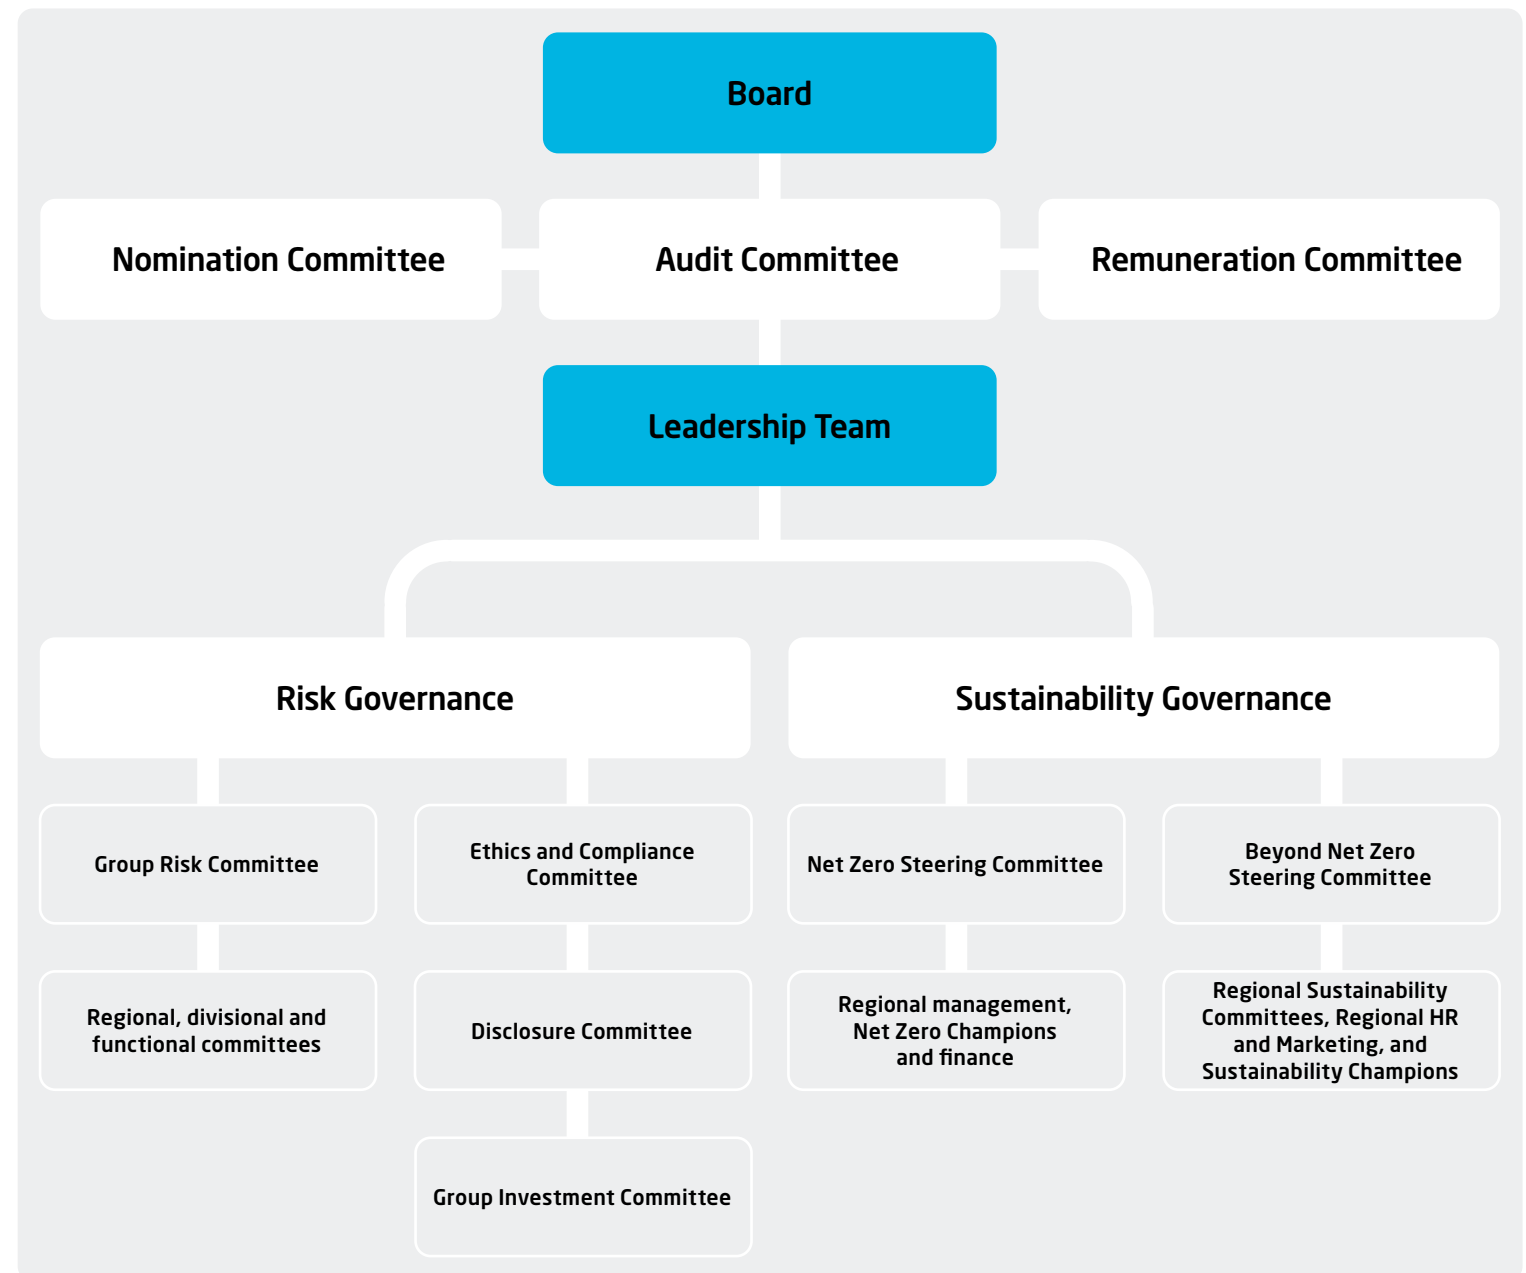 Board
Nomination Committee
Audit Committee
Remuneration Committee
Leadership Team
Risk Governance
Sustainability Governance
Group Risk Committee
Ethics and Compliance
Committee
Net Zero Steering Committee
Beyond Net Zero
Steering Committee
Regional, divisional and
functional committees
Disclosure Committee
Regional management,
Net Zero Champions
and finance
Regional Sustainability
Committees, Regional HR
and Marketing, and
Sustainability Champions
Group Investment Committee